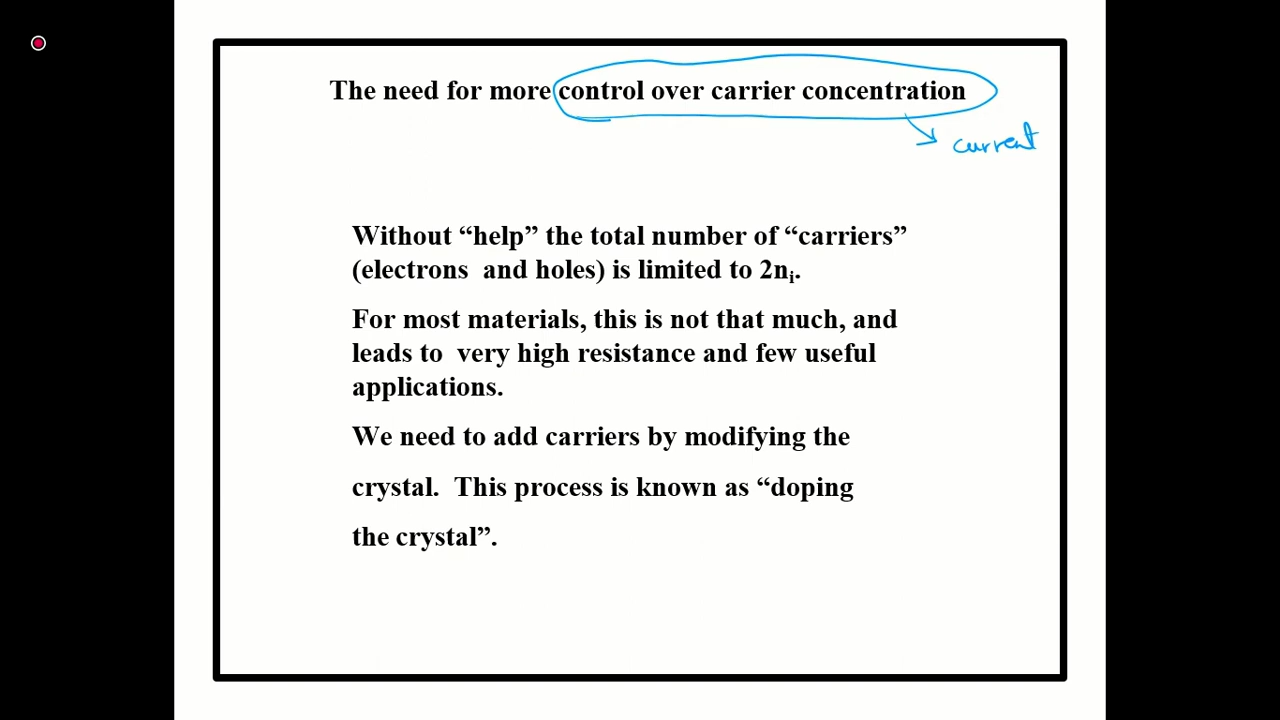 The need for more control over carrier concentration
current
Without “help” the total number of “carriers”
(electrons and holes) is limited to 2nᵢ.
For most materials, this is not that much, and
leads to very high resistance and few useful
applications.
We need to add carriers by modifying the
crystal. This process is known as “doping
the crystal”.